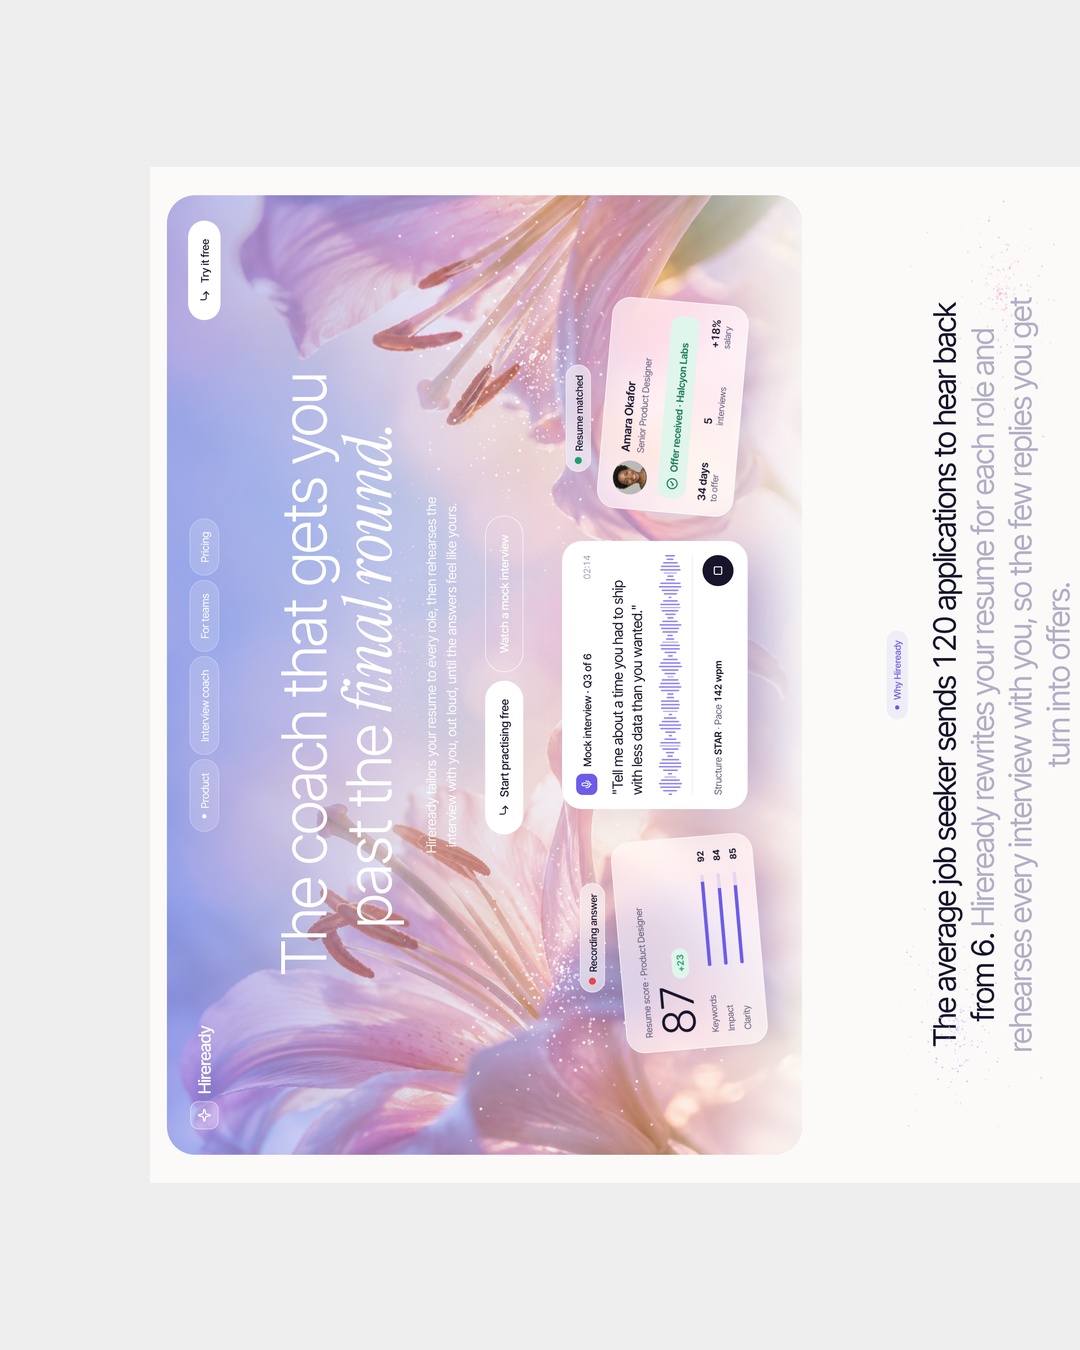 Hireready
Product
Interview coach
For teams
Pricing
Try it free
The coach that gets you
past the final round.
Hireready tailors your resume to every role, then rehearses the
interview with you, out loud, until the answers feel like yours.
Start practising free
Watch a mock interview
Recording answer
Resume score · Product Designer
87
+23
Keywords 92
Impact 84
Clarity 85
Mock interview · Q3 of 6
02:14
"Tell me about a time you had to ship
with less data than you wanted."
Structure STAR · Pace 142 wpm
Resume matched
Amara Okafor
Senior Product Designer
Offer received · Halcyon Labs
34 days
to offer
5
interviews
+18%
salary
Why Hireready
The average job seeker sends 120 applications to hear back
from 6. Hireready rewrites your resume for each role and
rehearses every interview with you, so the few replies you get
turn into offers.